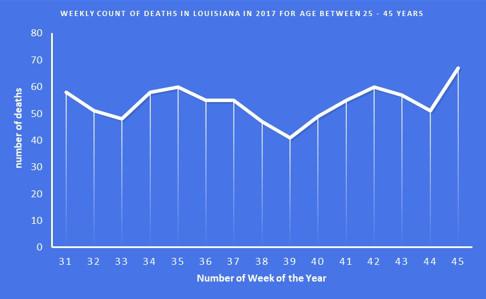 WEEKLY COUNT OF DEATHS IN LOUISIANA IN 2017 FOR AGE BETWEEN 25 - 45 YEARS
80
70
60
50
40
30
20
10
0
number of deaths
31 32 33 34 35 36 37 38 39 40 41 42 43 44 45
Number of Week of the Year